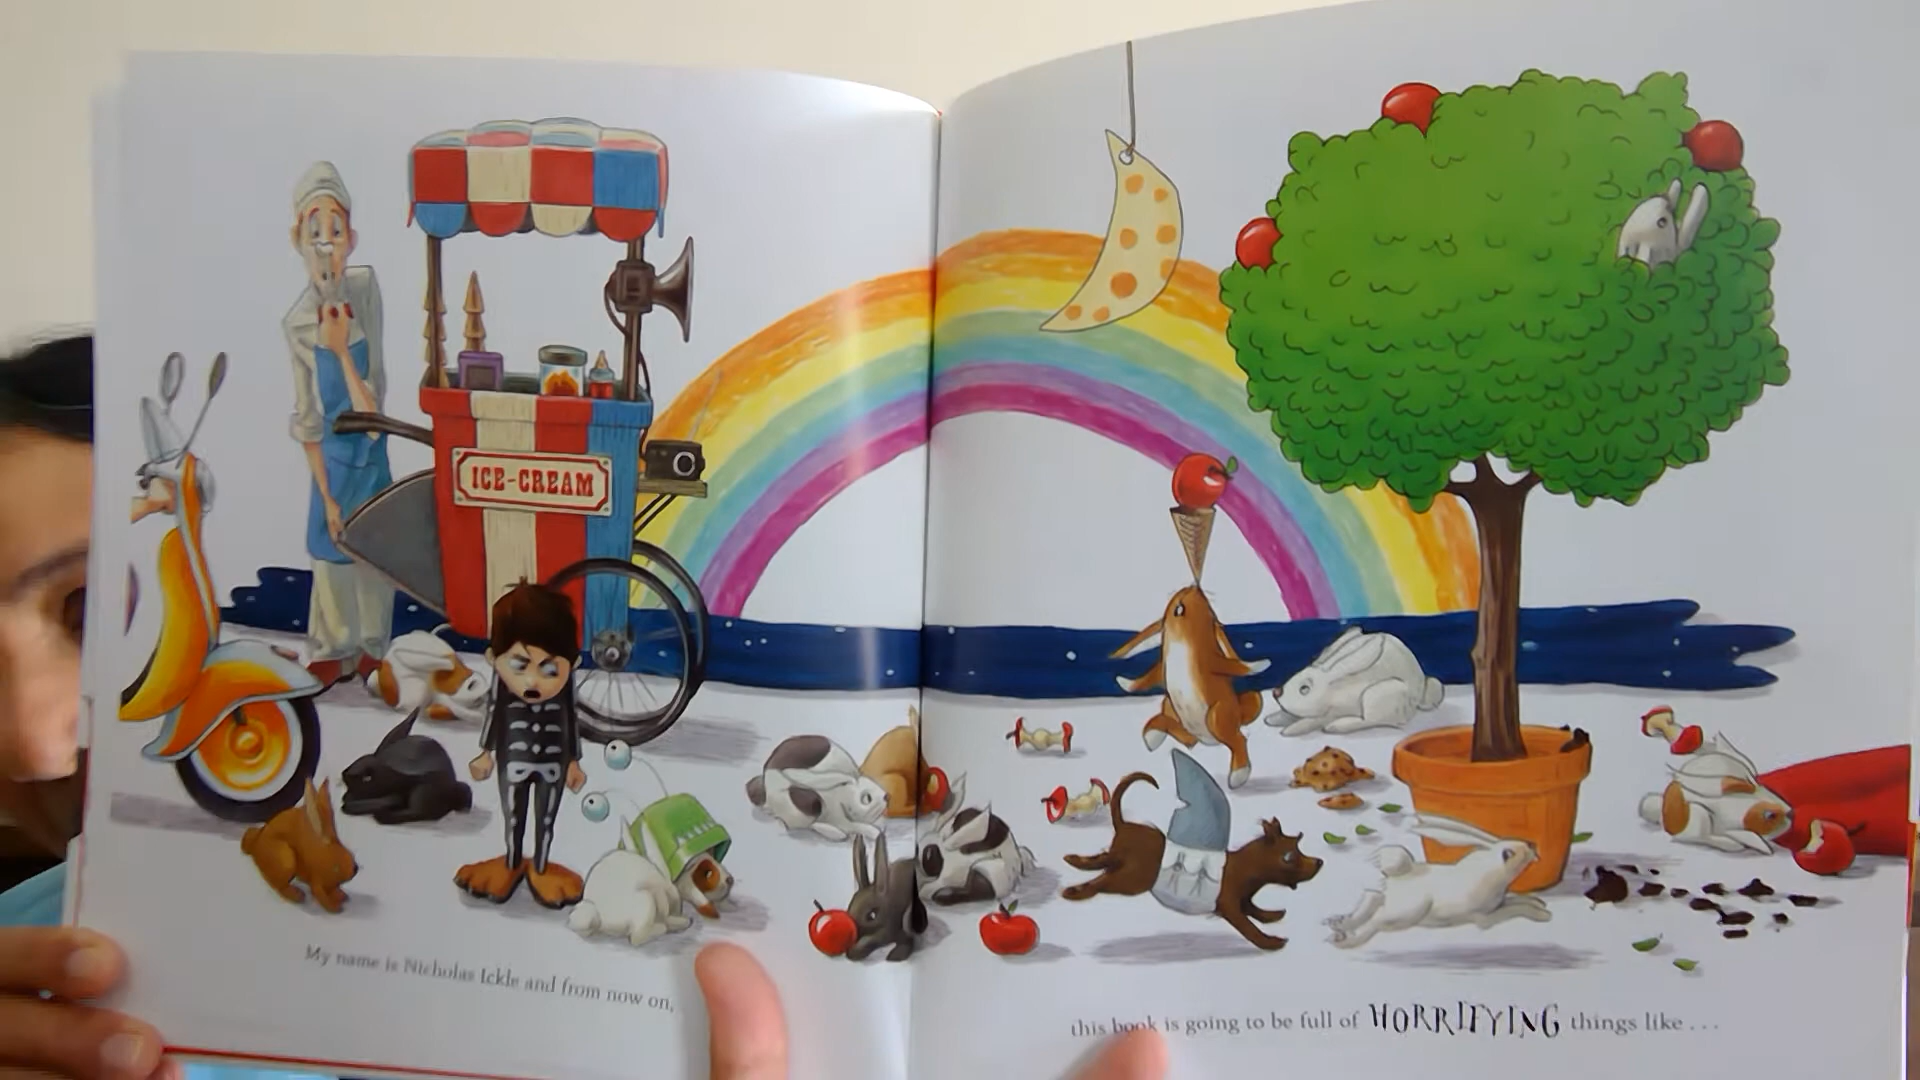 ICE-CREAM
My name is Nicholas Ickle and from now on,
this book is going to be full of HORRIFYING things like . . .